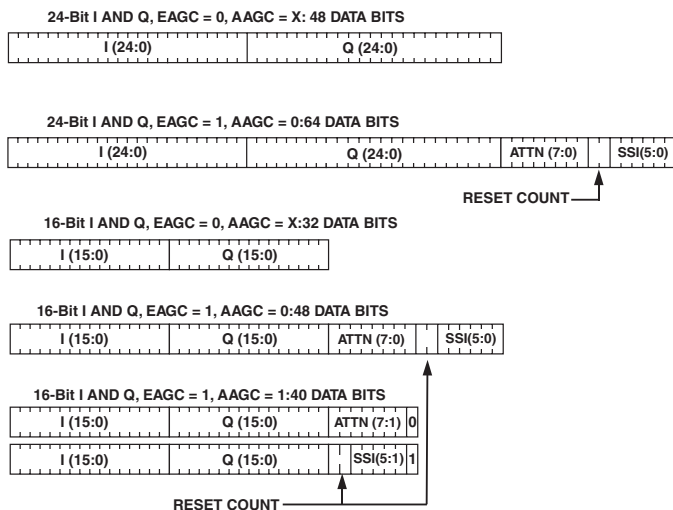 24-Bit I AND Q, EAGC = 0, AAGC = X: 48 DATA BITS
I (24:0) Q (24:0)
24-Bit I AND Q, EAGC = 1, AAGC = 0:64 DATA BITS
I (24:0) Q (24:0) ATTN (7:0) SSI(5:0)
RESET COUNT
16-Bit I AND Q, EAGC = 0, AAGC = X:32 DATA BITS
I (15:0) Q (15:0)
16-Bit I AND Q, EAGC = 1, AAGC = 0:48 DATA BITS
I (15:0) Q (15:0) ATTN (7:0) SSI(5:0)
16-Bit I AND Q, EAGC = 1, AAGC = 1:40 DATA BITS
I (15:0) Q (15:0) ATTN (7:1) 0
I (15:0) Q (15:0) SSI(5:1) 1
RESET COUNT